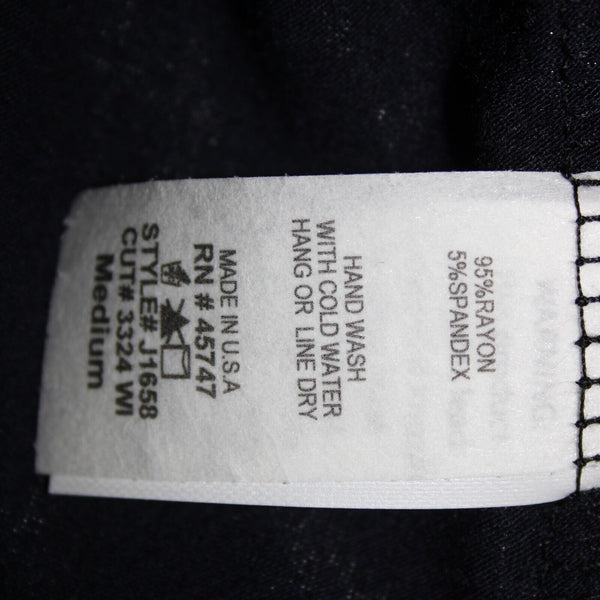 95%RAYON
5%SPANDEX
HAND WASH
WITH COLD WATER
HANG OR LINE DRY
MADE IN U.S.A
RN # 45747
STYLE# J1658
CUT# 3324 WI
Medium